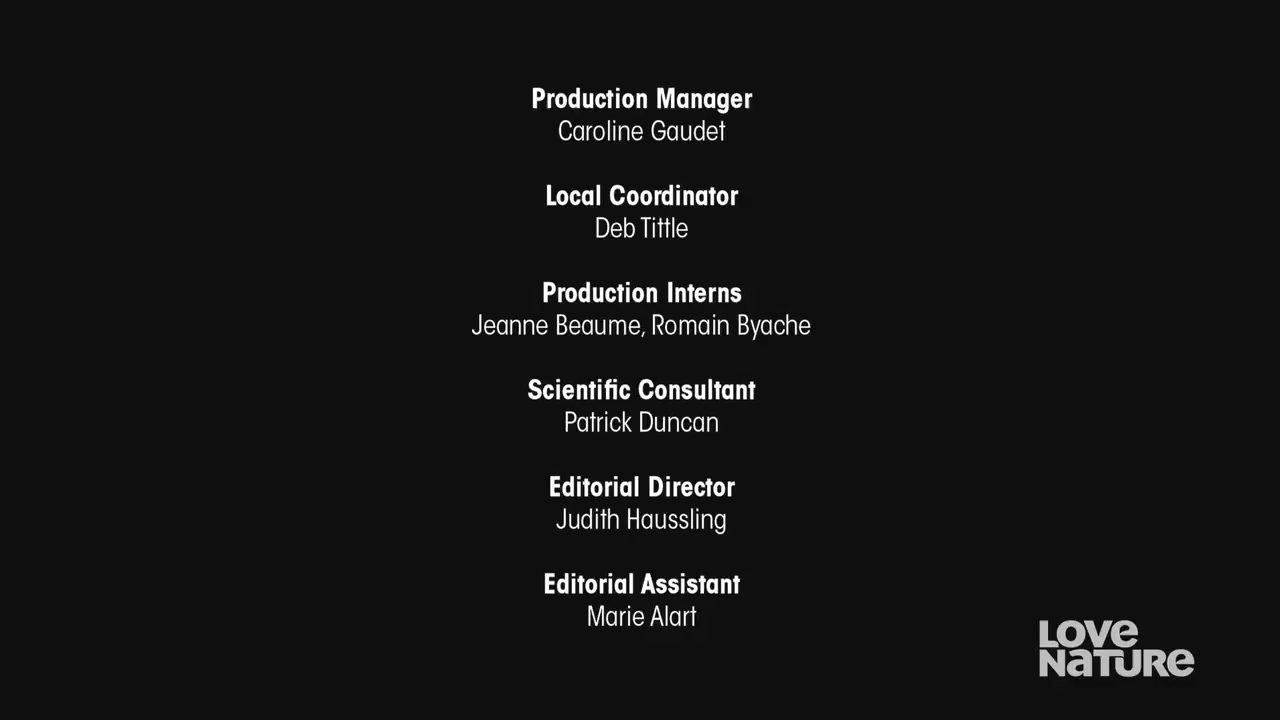 Production Manager
Caroline Gaudet
Local Coordinator
Deb Tittle
Production Interns
Jeanne Beaume, Romain Byache
Scientific Consultant
Patrick Duncan
Editorial Director
Judith Haussling
Editorial Assistant
Marie Alart
LOVE
NATURE